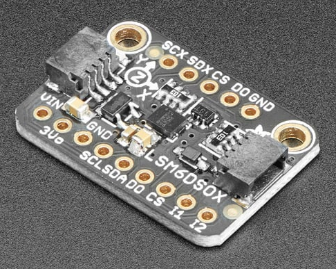 SCX SDX CS DO GND
Y
Z
X
VIN GND
3Vo SCL SDA DO CS I1 I2
LSM6DSOX